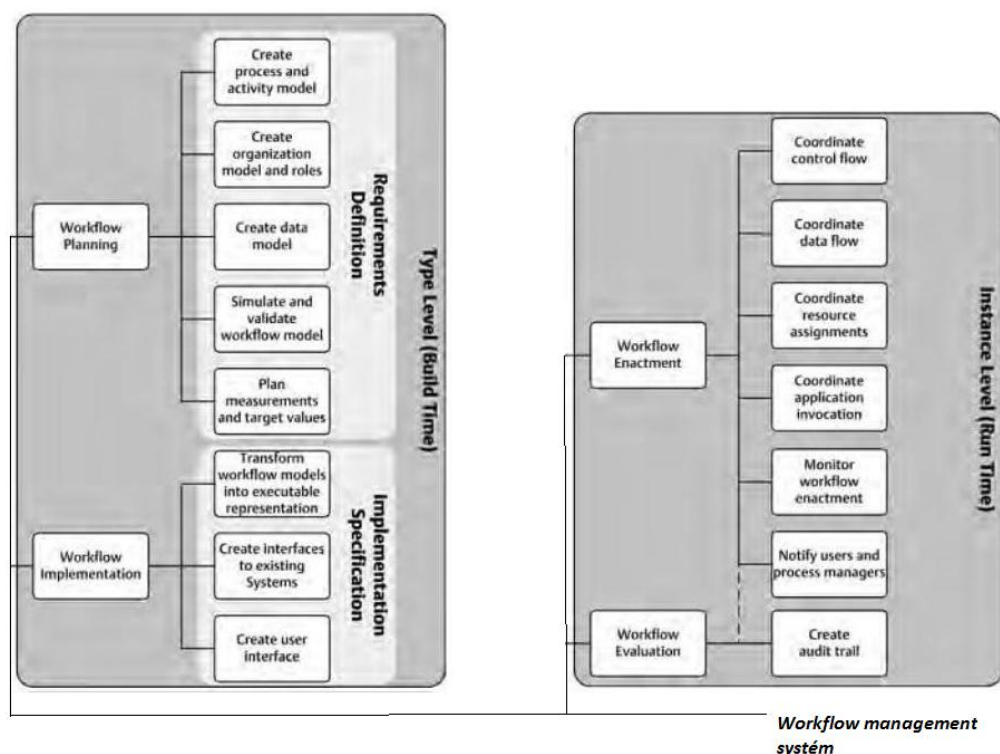 Create
process and
activity model
Create
organization
model and roles
Workflow
Planning
Create data
model
Simulate and
validate
workflow model
Plan
measurements
and target values
Requirements
Definition
Transform
workflow models
into executable
representation
Workflow
Implementation
Create interfaces
to existing
Systems
Create user
interface
Implementation
Specification
Type Level (Build Time)
Coordinate
control flow
Coordinate
data flow
Coordinate
resource
assignments
Workflow
Enactment
Coordinate
application
invocation
Monitor
workflow
enactment
Notify users and
process managers
Workflow
Evaluation
Create
audit trail
Instance Level (Run Time)
Workflow management
systém